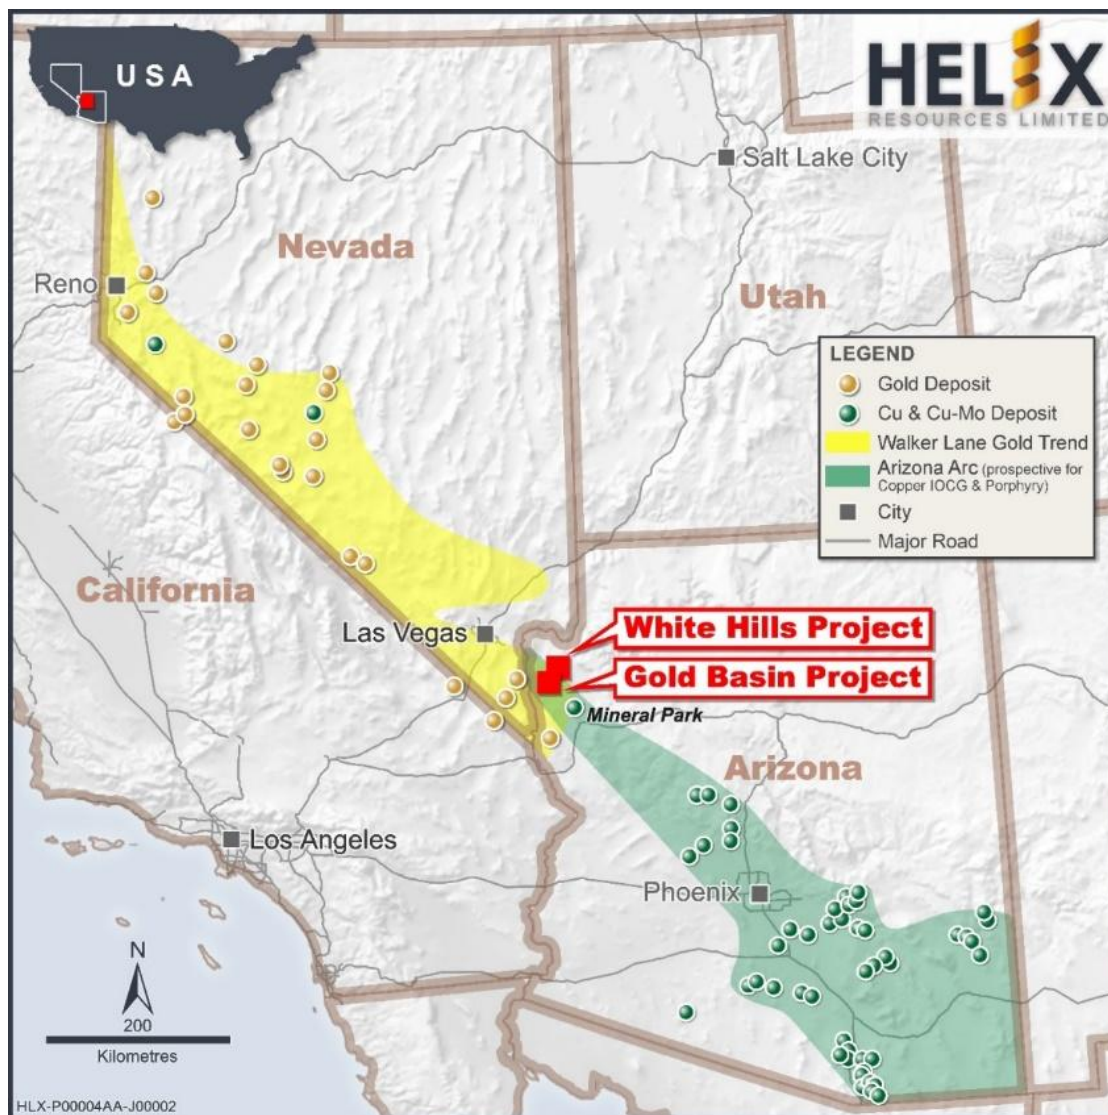 USA
HELIX
RESOURCES LIMITED
Salt Lake City
Nevada
Reno
Utah
LEGEND
Gold Deposit
Cu & Cu-Mo Deposit
Walker Lane Gold Trend
Arizona Arc (prospective for
Copper IOCG & Porphyry)
City
Major Road
California
Las Vegas
White Hills Project
Gold Basin Project
Mineral Park
Arizona
Los Angeles
Phoenix
N
200
Kilometres
HLX-P00004AA-J00002